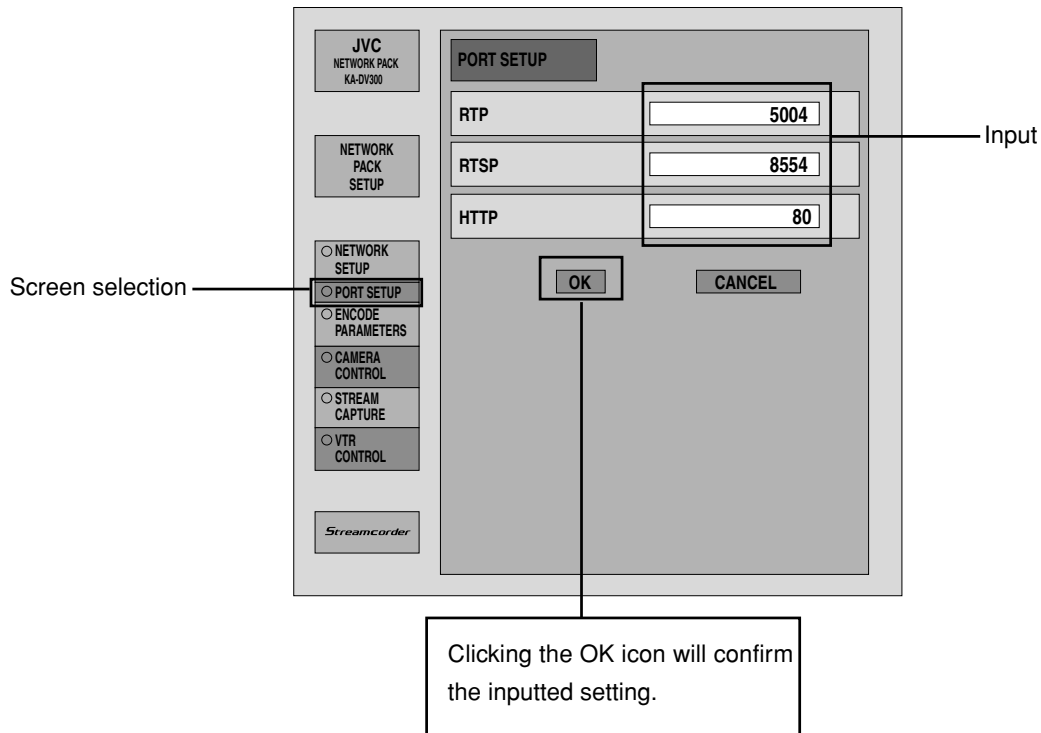 JVC
NETWORK PACK
KA-DV300
NETWORK
PACK
SETUP
NETWORK
SETUP
PORT SETUP
ENCODE
PARAMETERS
CAMERA
CONTROL
STREAM
CAPTURE
VTR
CONTROL
Streamcorder
PORT SETUP
RTP 5004
RTSP 8554
HTTP 80
OK CANCEL
Input
Screen selection
Clicking the OK icon will confirm
the inputted setting.